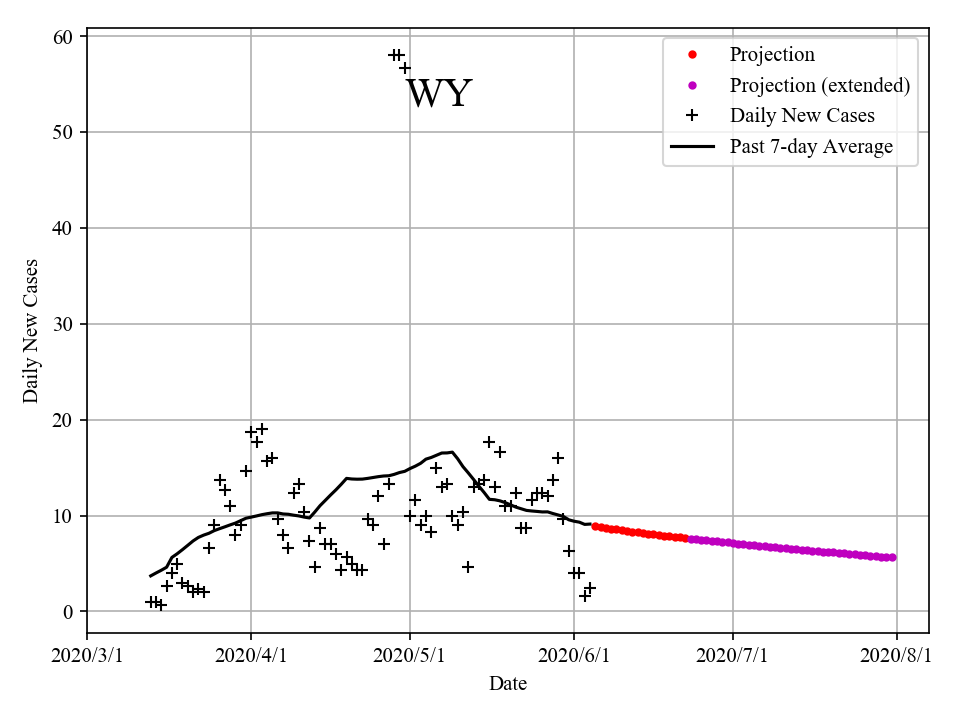 60
50
40
30
20
10
0
Daily New Cases
WY
Projection
Projection (extended)
Daily New Cases
Past 7-day Average
2020/3/1
2020/4/1
2020/5/1
2020/6/1
2020/7/1
2020/8/1
Date